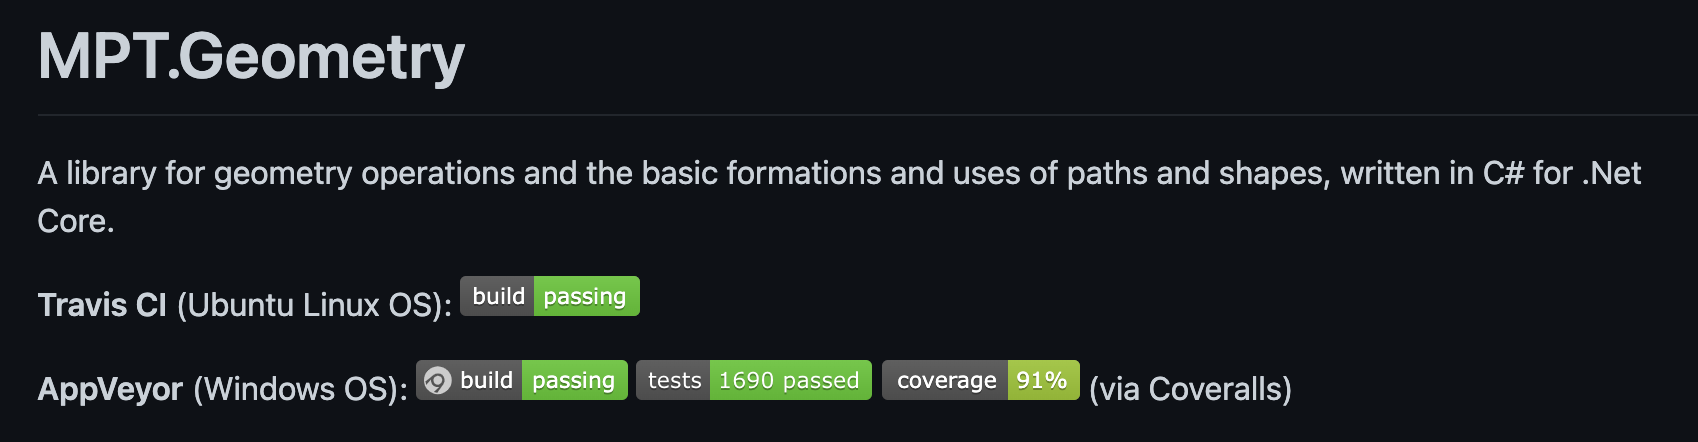 MPT.Geometry
A library for geometry operations and the basic formations and uses of paths and shapes, written in C# for .Net
Core.
Travis CI (Ubuntu Linux OS): build passing
AppVeyor (Windows OS): build passing tests 1690 passed coverage 91% (via Coveralls)